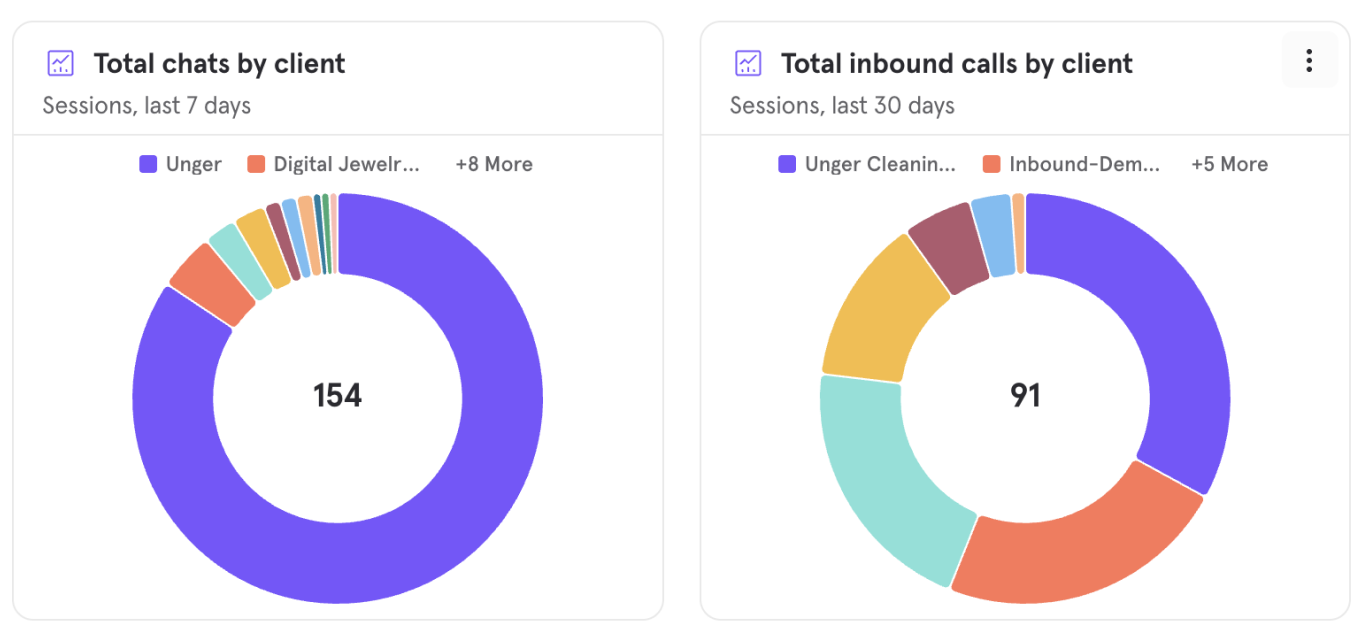 Total chats by client
Sessions, last 7 days
Unger Digital Jewelr... +8 More
154
Total inbound calls by client
Sessions, last 30 days
Unger Cleanin... Inbound-Dem... +5 More
91